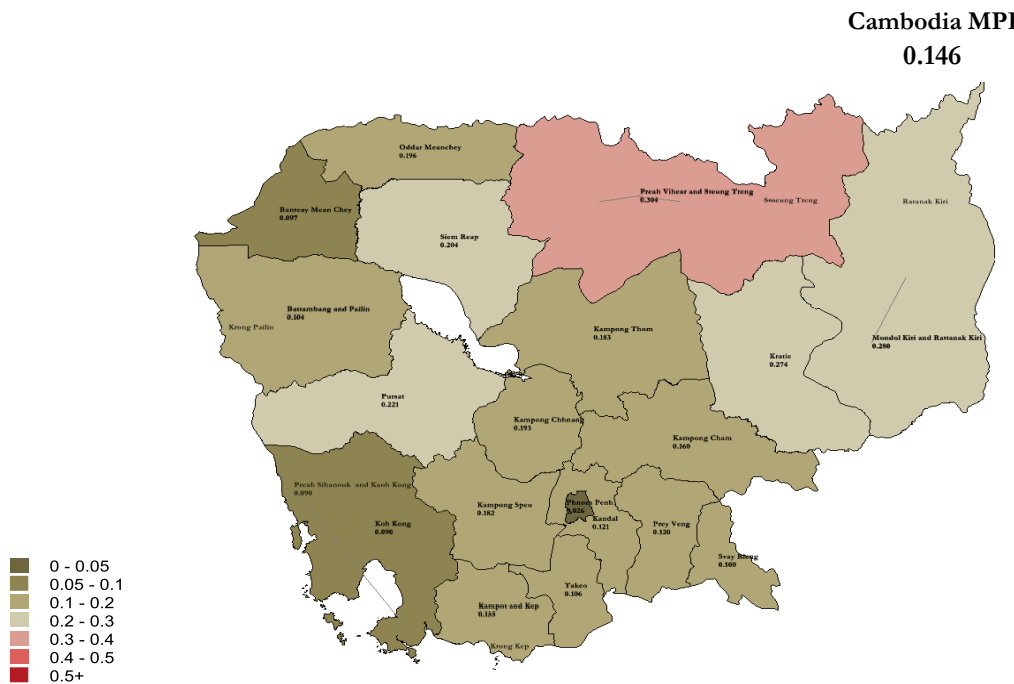 Cambodia MPI
0.146
Oddar Meanchey
0.196
Banteay Mean Chey
0.097
Siem Reap
0.204
Preah Vihear and Steung Treng
0.304
Stoeung Treng
Ratanak Kiri
Battambang and Pailin
0.104
Krong Pailin
Kampong Thom
0.183
Kratie
0.274
Mondul Kiri and Rattanak Kiri
0.280
Pursat
0.221
Kampong Chhnang
0.193
Kampong Cham
0.160
Preah Sihanouk and Kaoh Kong
0.090
Koh Kong
0.090
Kampong Speu
0.182
Phnom Penh
0.026
Kandal
0.121
Prey Veng
0.120
Svay Rieng
0.100
Takeo
0.106
Kampot and Kep
Krong Kep
0 - 0.05
0.05 - 0.1
0.1 - 0.2
0.2 - 0.3
0.3 - 0.4
0.4 - 0.5
0.5+